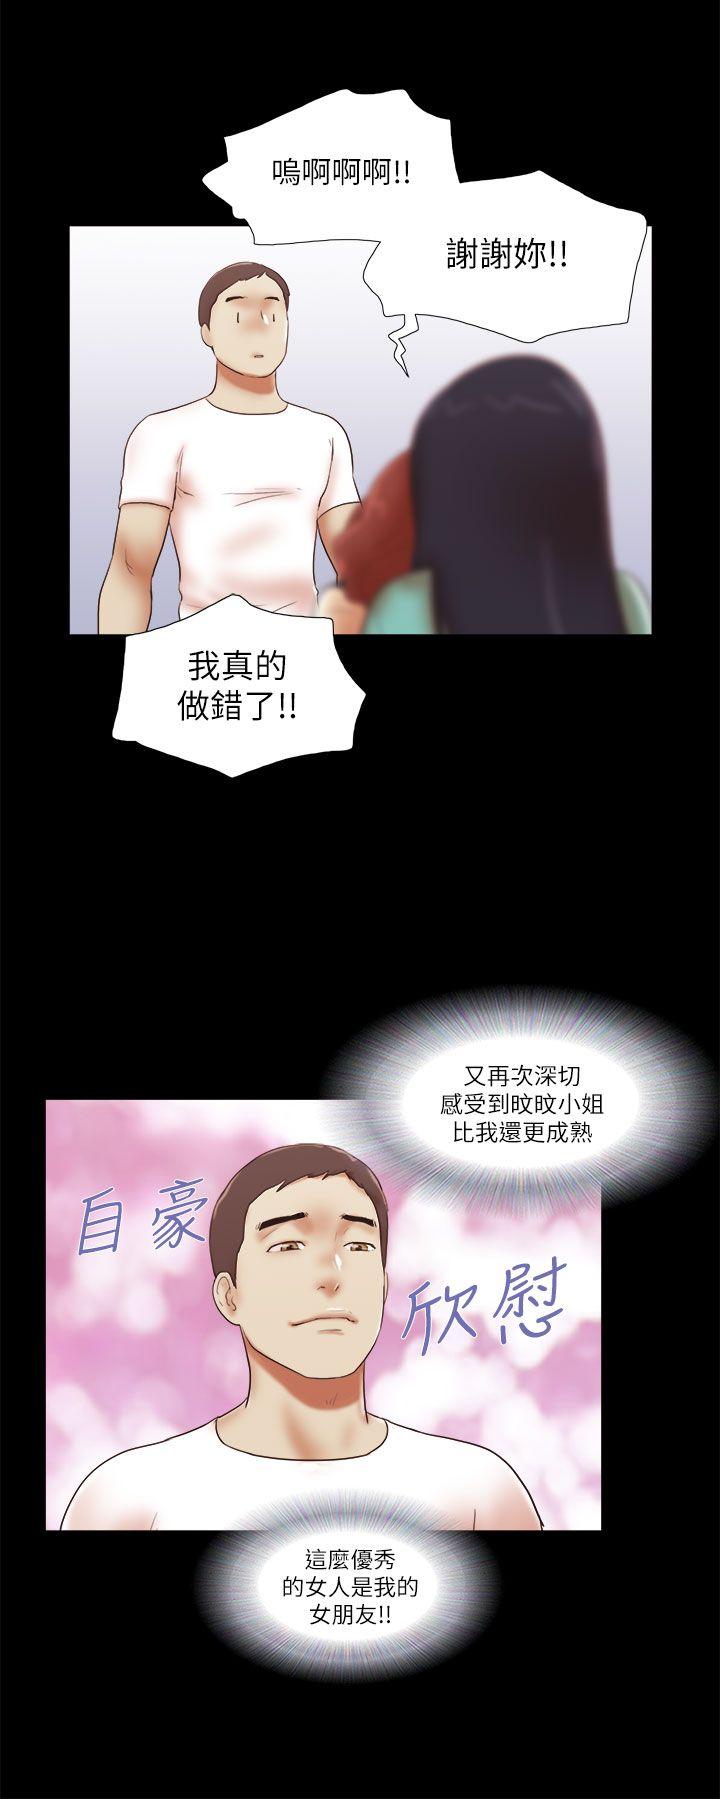 嗚啊啊啊!!
謝謝妳!!
我真的
做錯了!!
又再次深切
感受到旼旼小姐
比我還更成熟
自豪
欣慰
這麼優秀
的女人是我的
女朋友!!